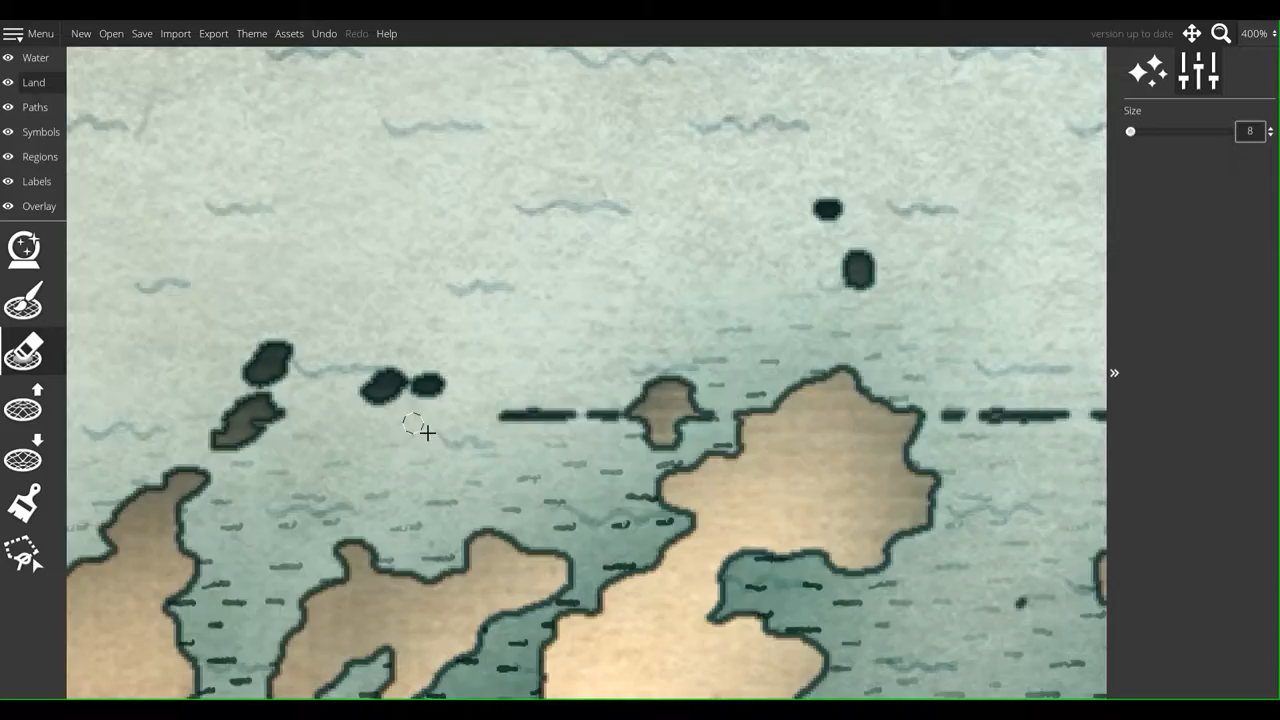 Menu New Open Save Import Export Theme Assets Undo Redo Help version up to date 400%
Water
Land
Paths
Symbols
Regions
Labels
Overlay
Size
8
»